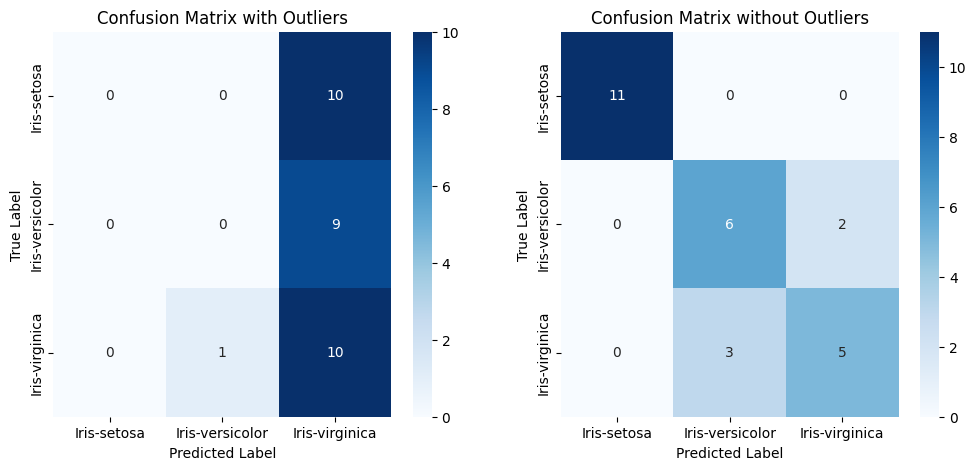 Confusion Matrix with Outliers
Iris-setosa
Iris-versicolor
Iris-virginica
True Label
0 0 10
0 0 9
0 1 10
Iris-setosa Iris-versicolor Iris-virginica
Predicted Label
10
8
6
4
2
0
Confusion Matrix without Outliers
Iris-setosa
Iris-versicolor
Iris-virginica
True Label
11 0 0
0 6 2
0 3 5
Iris-setosa Iris-versicolor Iris-virginica
Predicted Label
10
8
6
4
2
0